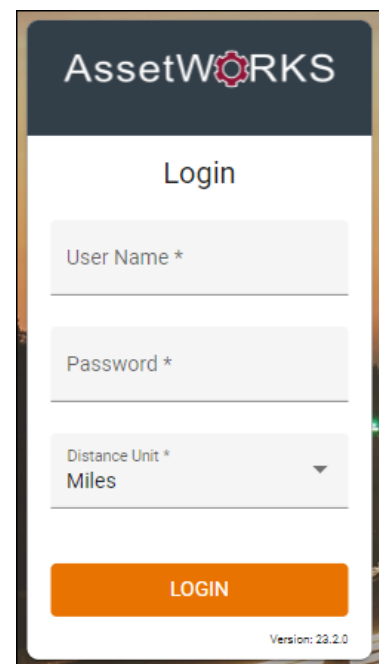 AssetWORKS
Login
User Name *
Password *
Distance Unit *
Miles
LOGIN
Version: 23.2.0